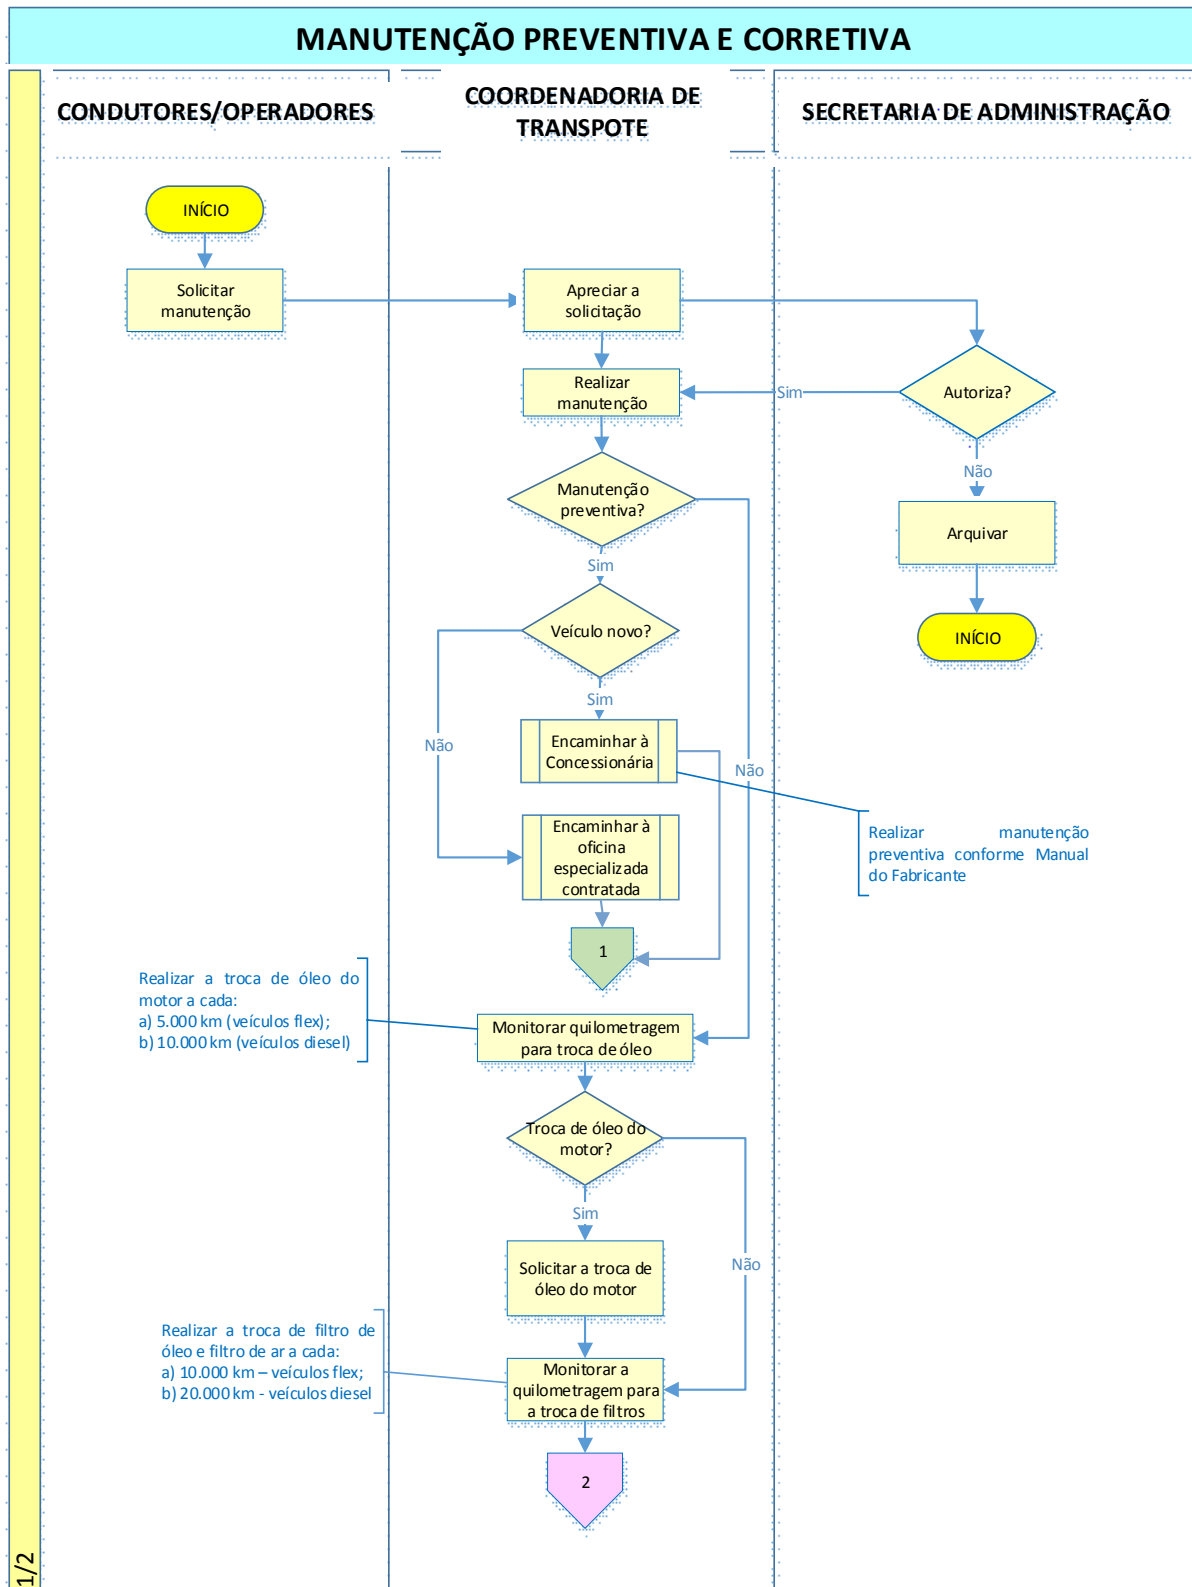 MANUTENÇÃO PREVENTIVA E CORRETIVA
CONDUTORES/OPERADORES
COORDENADORIA DE
TRANSPOTE
SECRETARIA DE ADMINISTRAÇÃO
INÍCIO
Solicitar
manutenção
Apreciar a
solicitação
Realizar
manutenção
Sim
Autoriza?
Não
Arquivar
INÍCIO
Manutenção
preventiva?
Sim
Veículo novo?
Sim
Não
Encaminhar à
Concessionária
Não
Realizar manutenção
preventiva conforme Manual
do Fabricante
Encaminhar à
oficina
especializada
contratada
1
Realizar a troca de óleo do
motor a cada:
a) 5.000 km (veículos flex);
b) 10.000 km (veículos diesel)
Monitorar quilometragem
para troca de óleo
Troca de óleo do
motor?
Sim
Não
Solicitar a troca de
óleo do motor
Realizar a troca de filtro de
óleo e filtro de ar a cada:
a) 10.000 km – veículos flex;
b) 20.000 km - veículos diesel
Monitorar a
quilometragem para
a troca de filtros
2
1/2